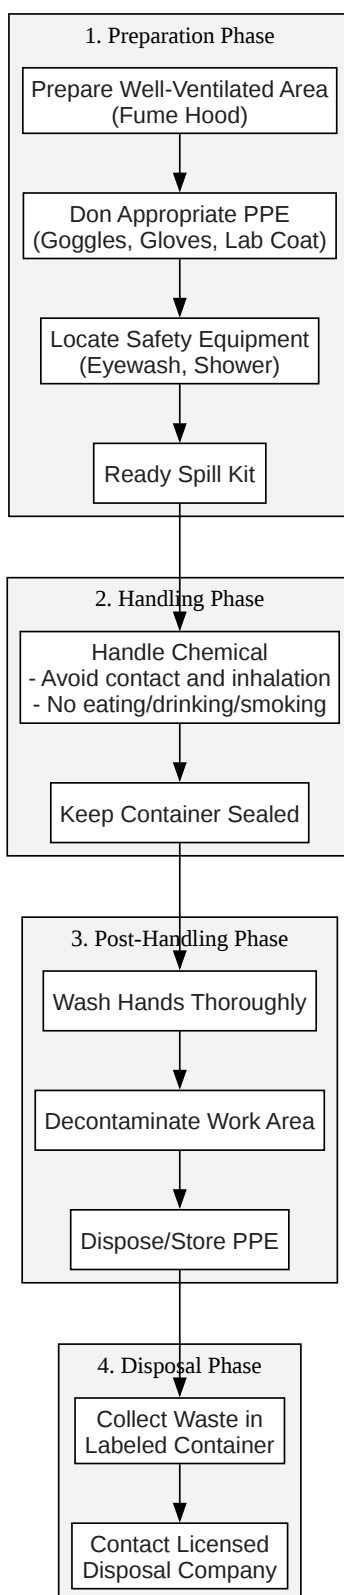 1. Preparation Phase
Prepare Well-Ventilated Area
(Fume Hood)
Don Appropriate PPE
(Goggles, Gloves, Lab Coat)
Locate Safety Equipment
(Eyewash, Shower)
Ready Spill Kit
2. Handling Phase
Handle Chemical
- Avoid contact and inhalation
- No eating/drinking/smoking
Keep Container Sealed
3. Post-Handling Phase
Wash Hands Thoroughly
Decontaminate Work Area
Dispose/Store PPE
4. Disposal Phase
Collect Waste in
Labeled Container
Contact Licensed
Disposal Company